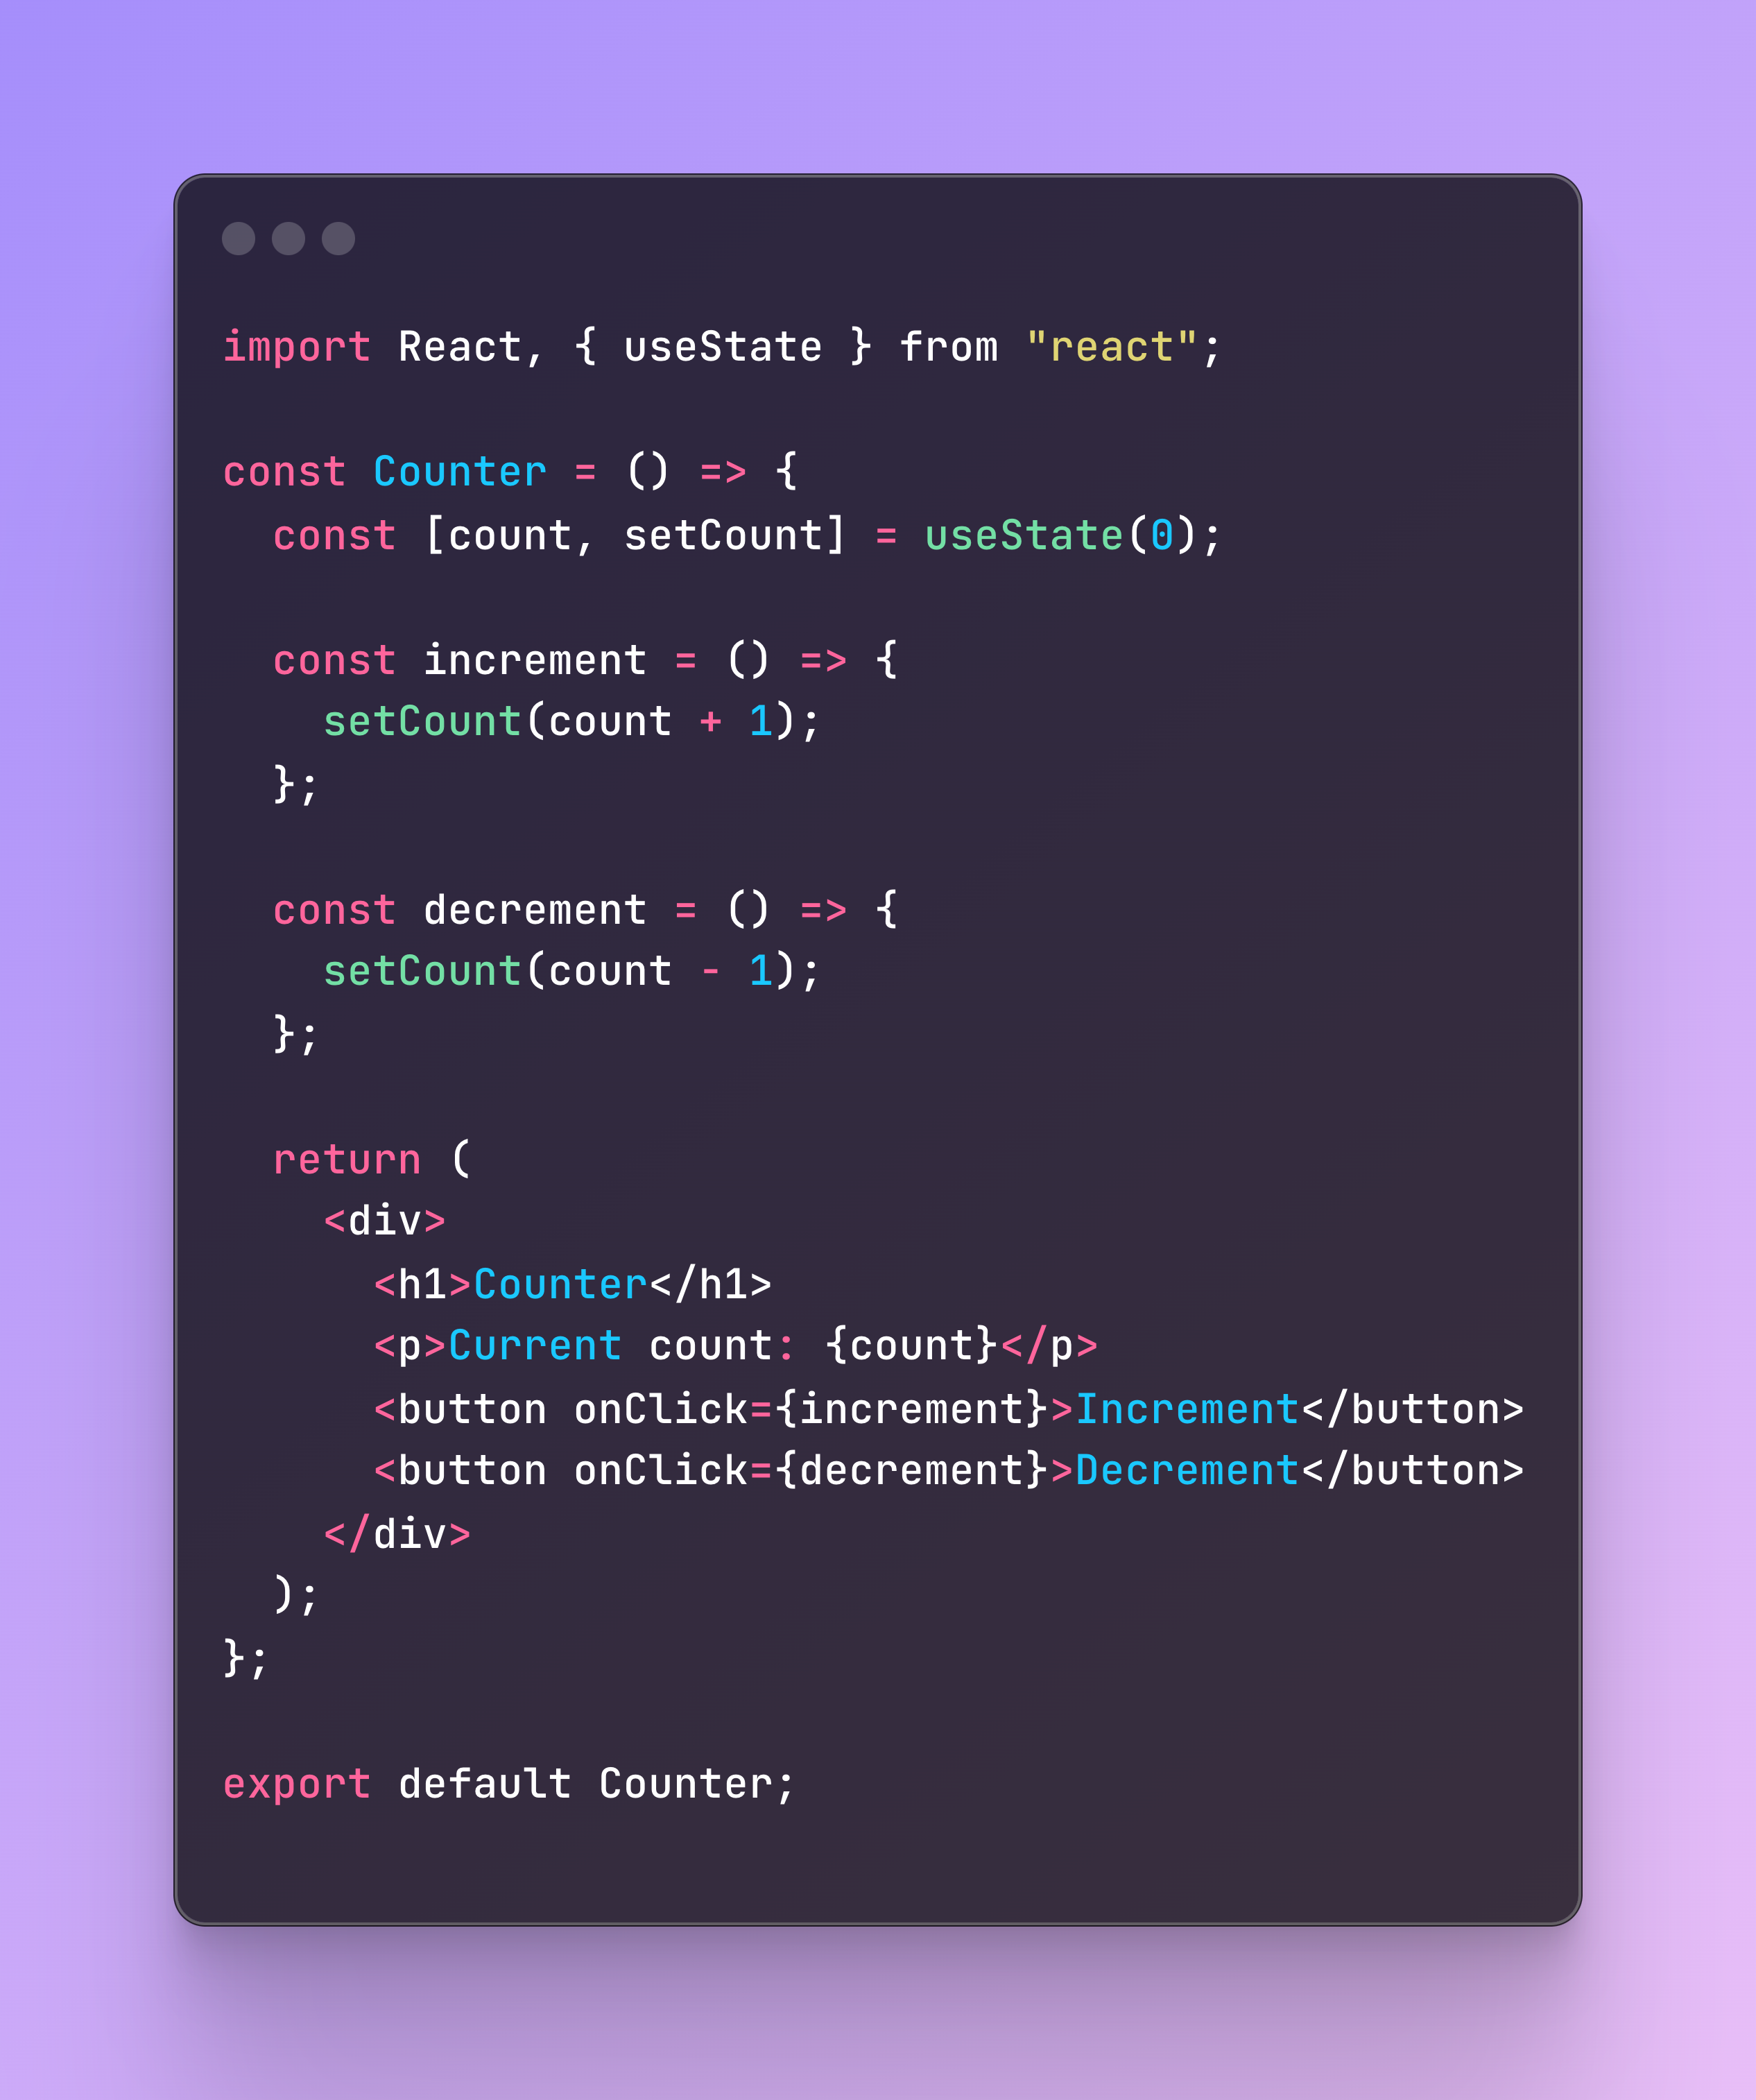 import React, { useState } from "react";

const Counter = () => {
  const [count, setCount] = useState(0);

  const increment = () => {
    setCount(count + 1);
  };

  const decrement = () => {
    setCount(count - 1);
  };

  return (
    <div>
      <h1>Counter</h1>
      <p>Current count: {count}</p>
      <button onClick={increment}>Increment</button>
      <button onClick={decrement}>Decrement</button>
    </div>
  );
};

export default Counter;